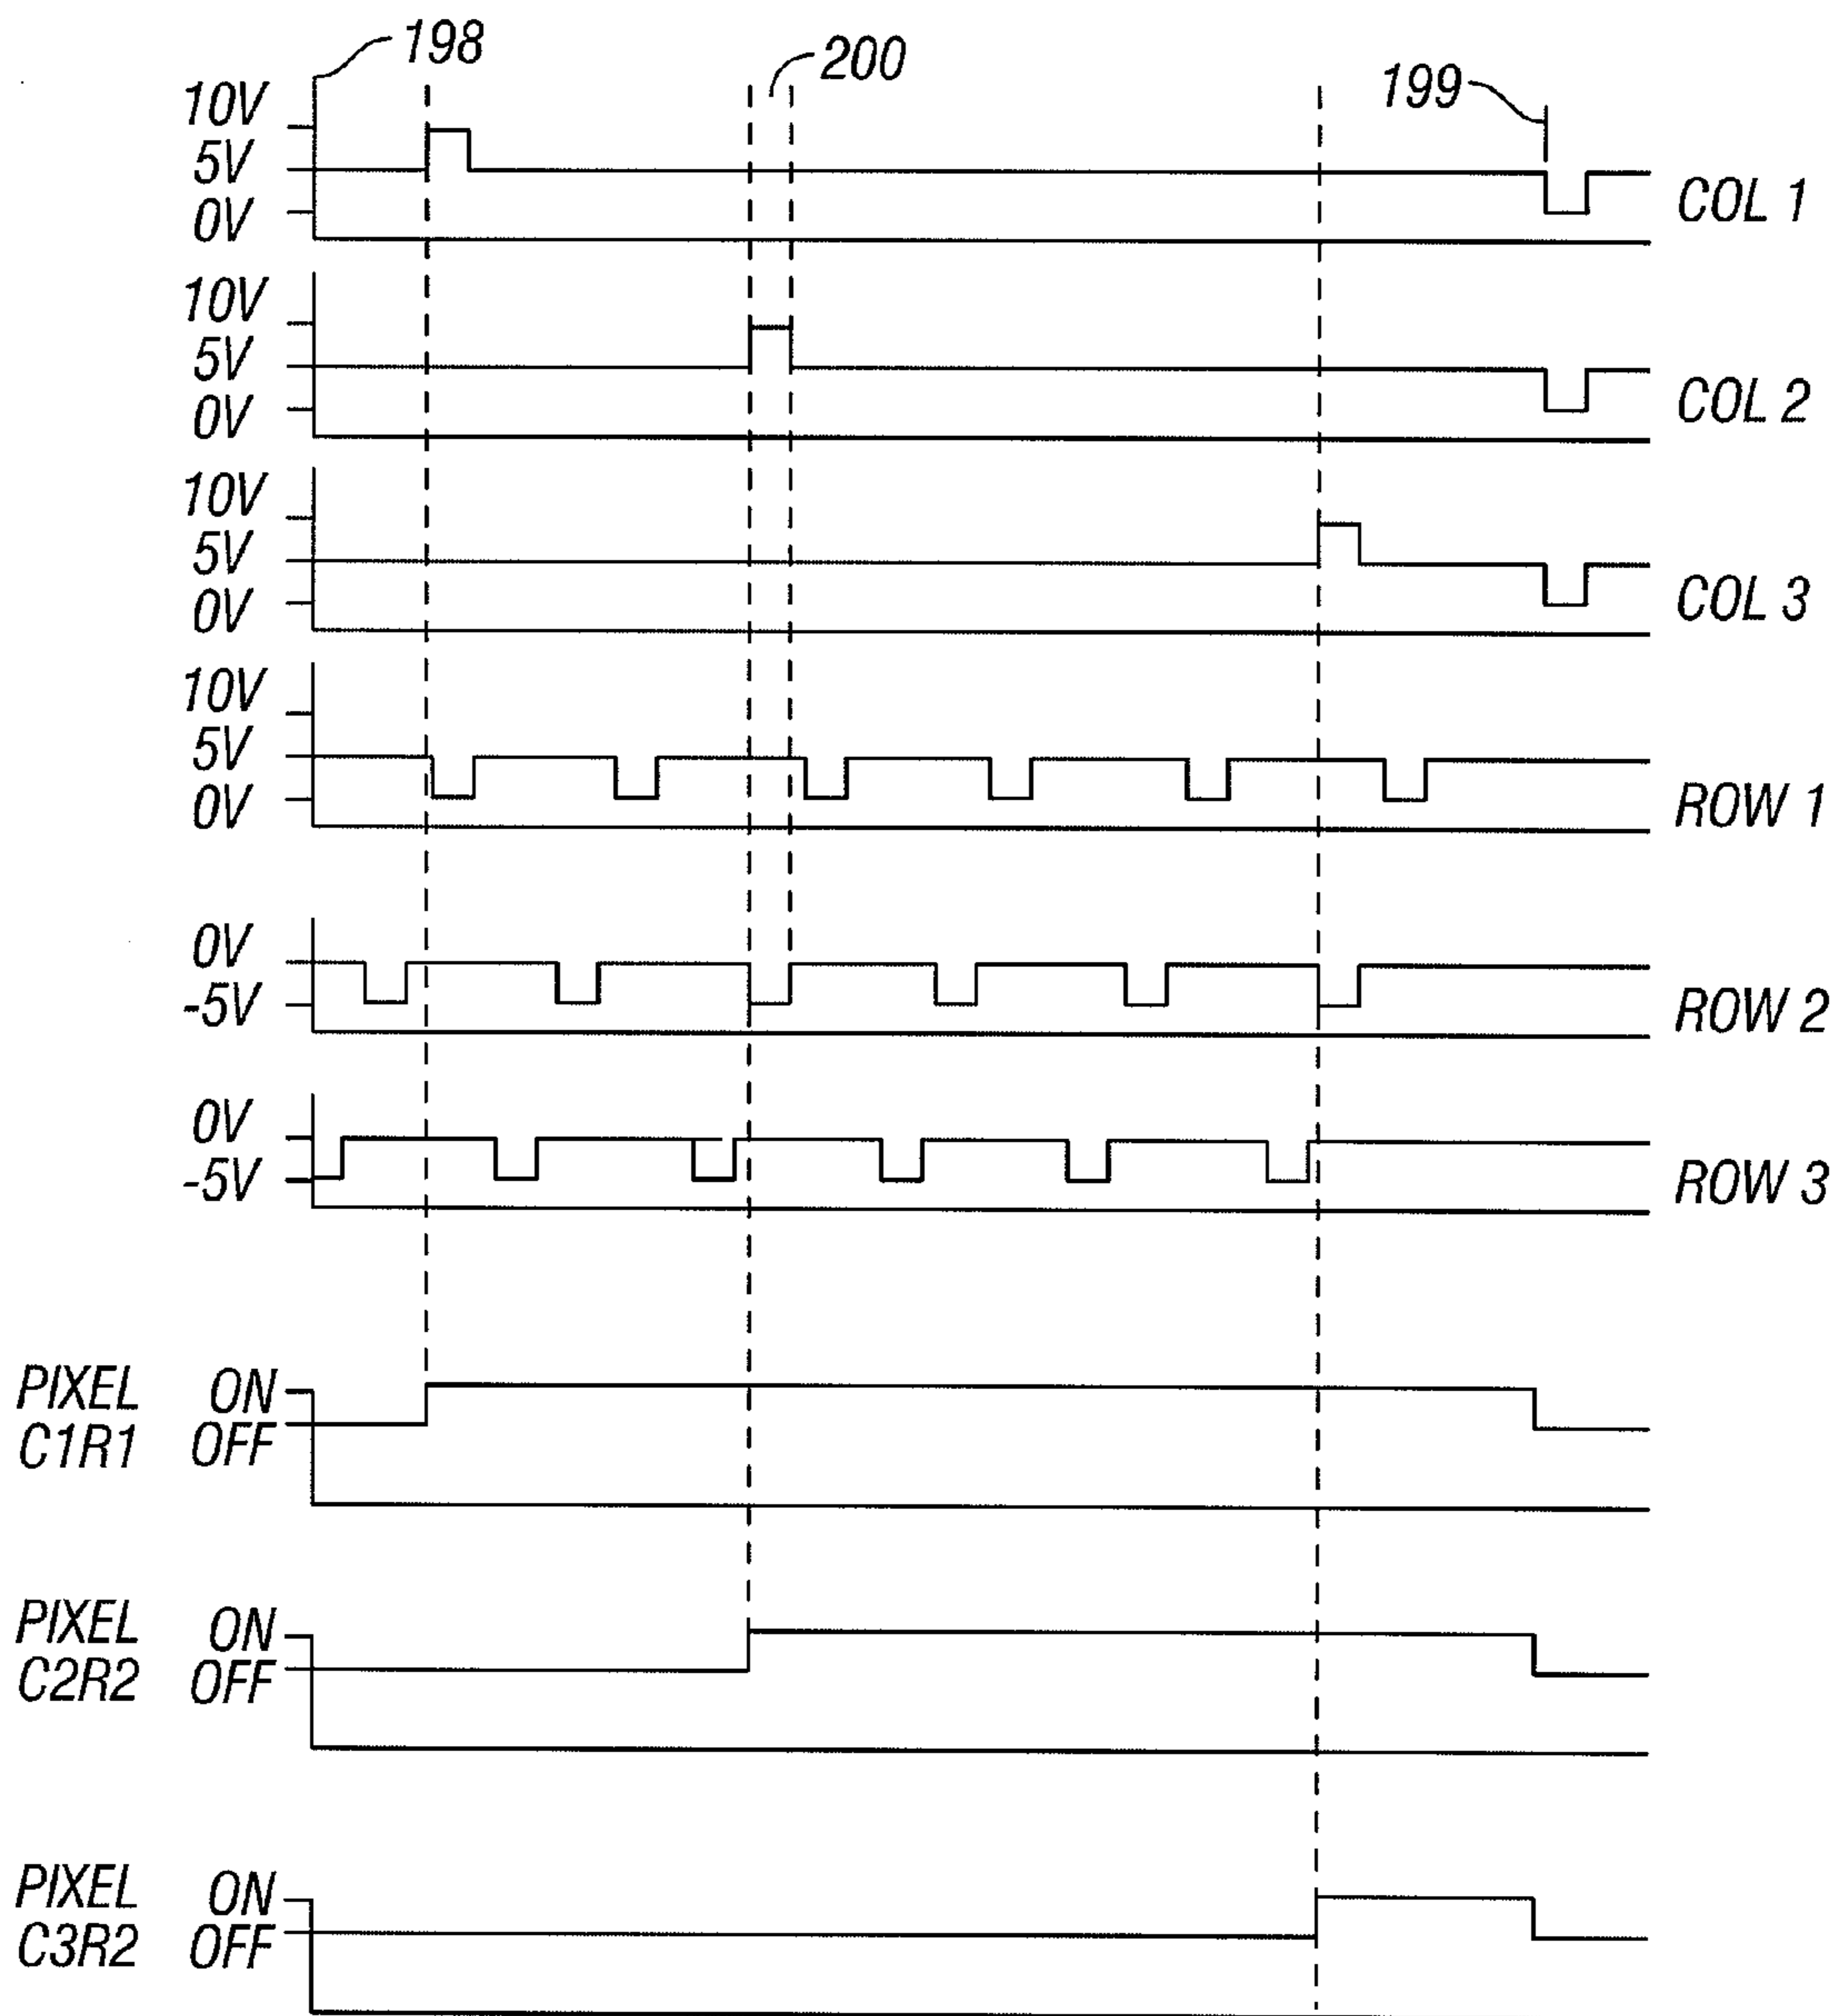 198
200
199
10V
5V
0V
COL 1
10V
5V
0V
COL 2
10V
5V
0V
COL 3
10V
5V
0V
ROW 1
0V
-5V
ROW 2
0V
-5V
ROW 3
PIXEL ON
C1R1 OFF
PIXEL ON
C2R2 OFF
PIXEL ON
C3R2 OFF